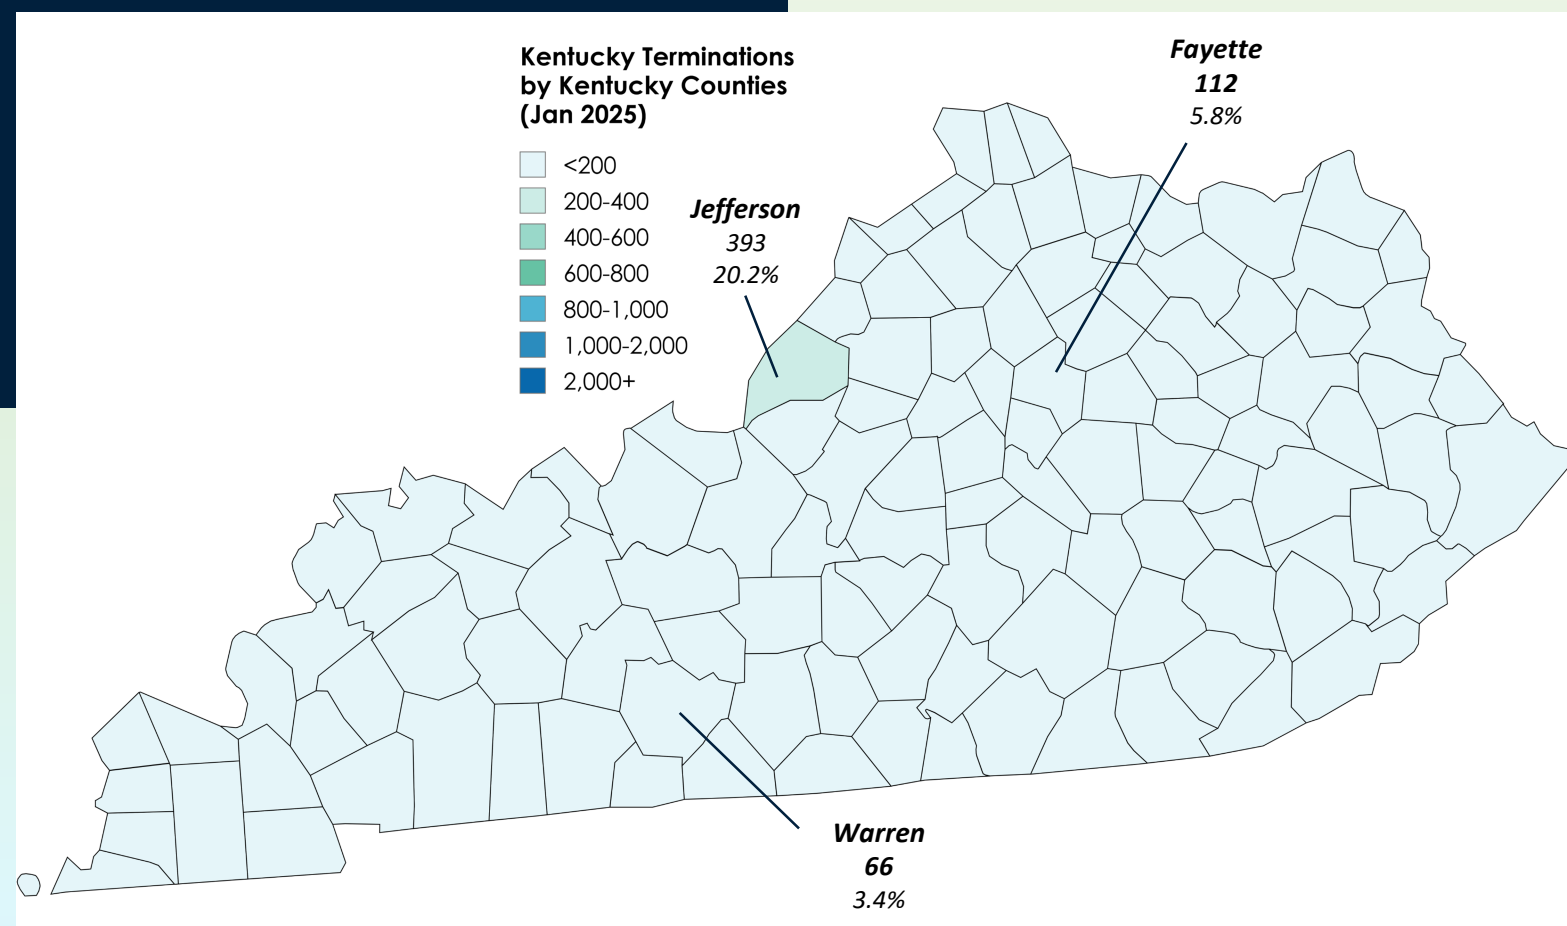 Kentucky Terminations
by Kentucky Counties
(Jan 2025)
<200
200-400
400-600
600-800
800-1,000
1,000-2,000
2,000+
Jefferson
393
20.2%
Fayette
112
5.8%
Warren
66
3.4%